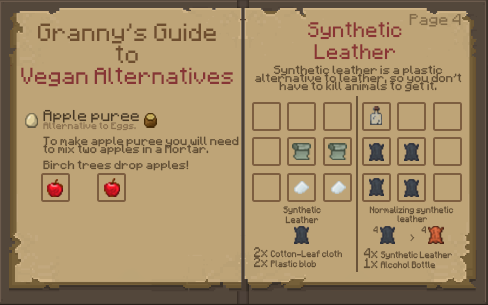 Granny's Guide
to
Vegan Alternatives
Apple puree
Alternative to Eggs.
To make apple puree you will need
to mix two apples in a Mortar.
Birch trees drop apples!
Page 4
Synthetic
Leather
Synthetic leather is a plastic
alternative to leather, so you don't
have to kill animals to get it.
Synthetic
Leather
2x Cotton-Leaf cloth
2x Plastic blob
Normalizing synthetic
leather
4 > 4
4x Synthetic Leather
1x Alcohol Bottle